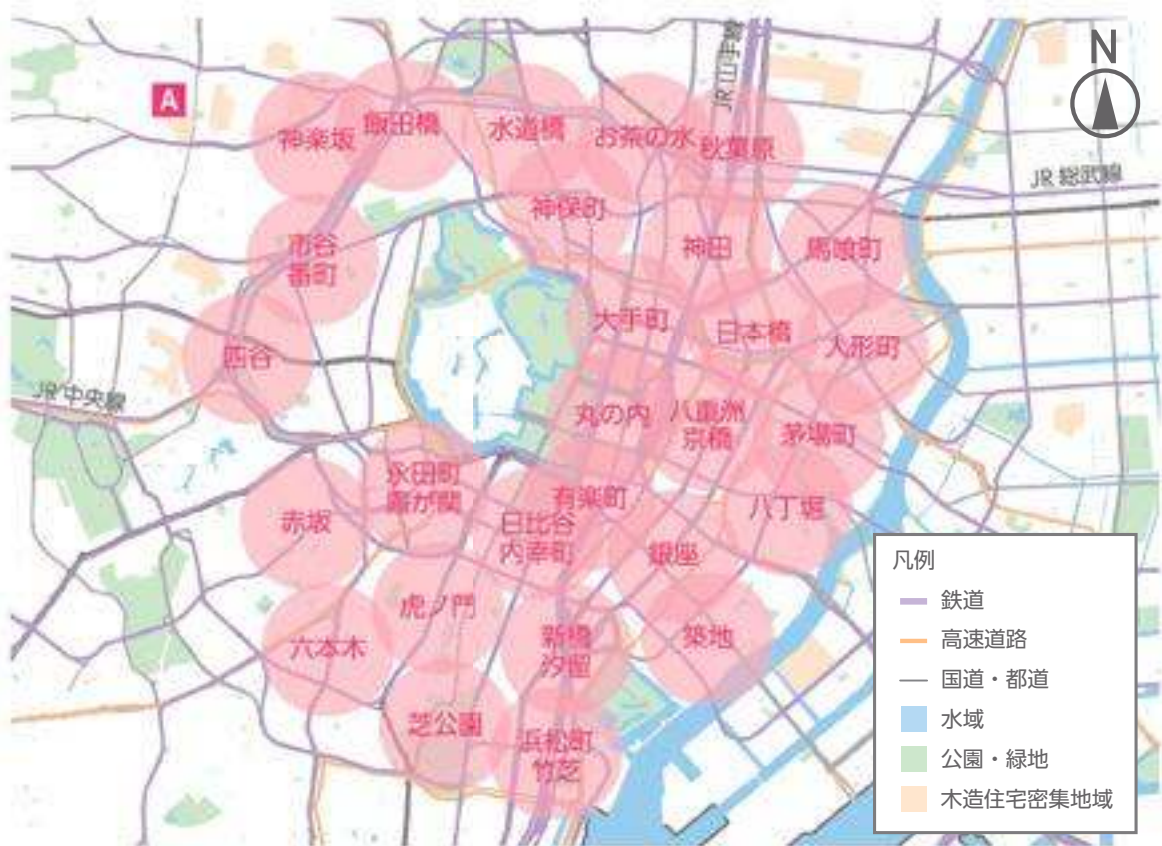 N
JR 山手線
A
神楽坂
飯田橋
水道橋
お茶の水
秋葉原
JR 総武線
神保町
市谷
番町
神田
馬喰町
大手町
日本橋
人形町
四谷
JR 中央線
丸の内
八重洲
京橋
茅場町
永田町
霞が関
有楽町
八丁堀
赤坂
日比谷
内幸町
銀座
虎ノ門
新橋
汐留
築地
六本木
芝公園
浜松町
竹芝
凡例
鉄道
高速道路
国道・都道
水域
公園・緑地
木造住宅密集地域